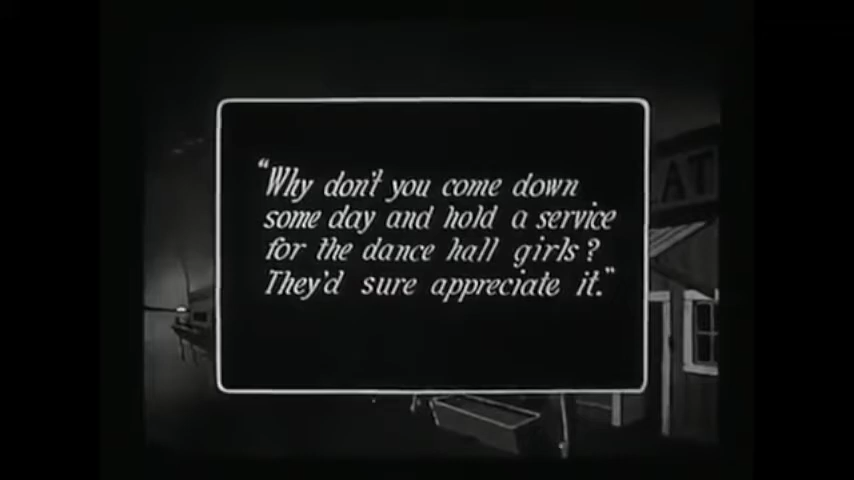 "Why don't you come down
some day and hold a service
for the dance hall girls?
They'd sure appreciate it."
AT